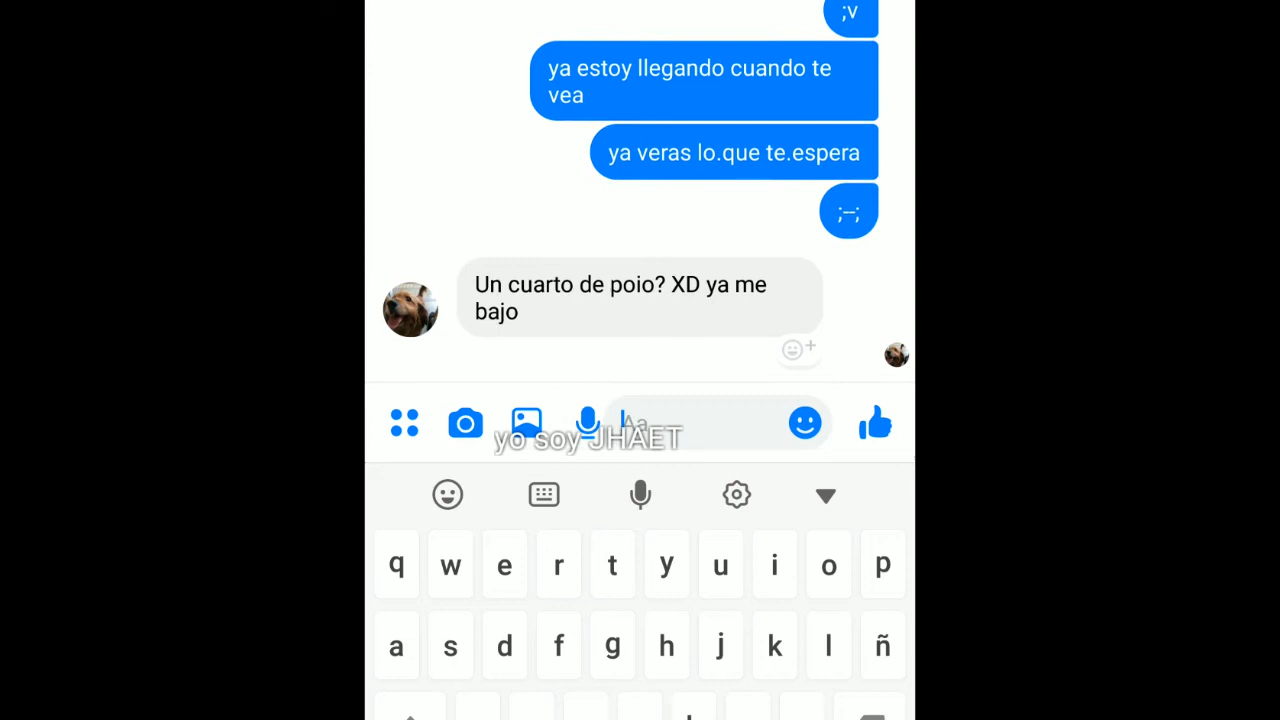 ;v
ya estoy llegando cuando te
vea
ya veras lo.que te.espera
;--;
Un cuarto de poio? XD ya me
bajo
Aa
yo soy JHAET
q w e r t y u i o p
a s d f g h j k l ñ